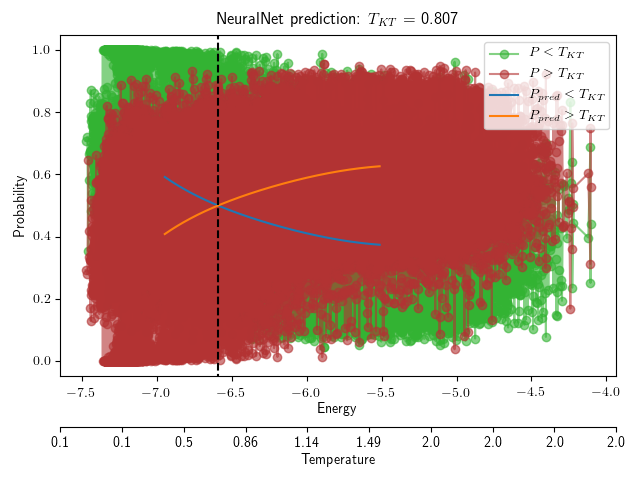 NeuralNet prediction: T_{KT} = 0.807
P < T_{KT}
P > T_{KT}
P_{pred} < T_{KT}
P_{pred} > T_{KT}
Probability
1.0
0.8
0.6
0.4
0.2
0.0
−7.5 −7.0 −6.5 −6.0 −5.5 −5.0 −4.5 −4.0
Energy
0.1 0.1 0.5 0.86 1.14 1.49 2.0 2.0 2.0 2.0
Temperature